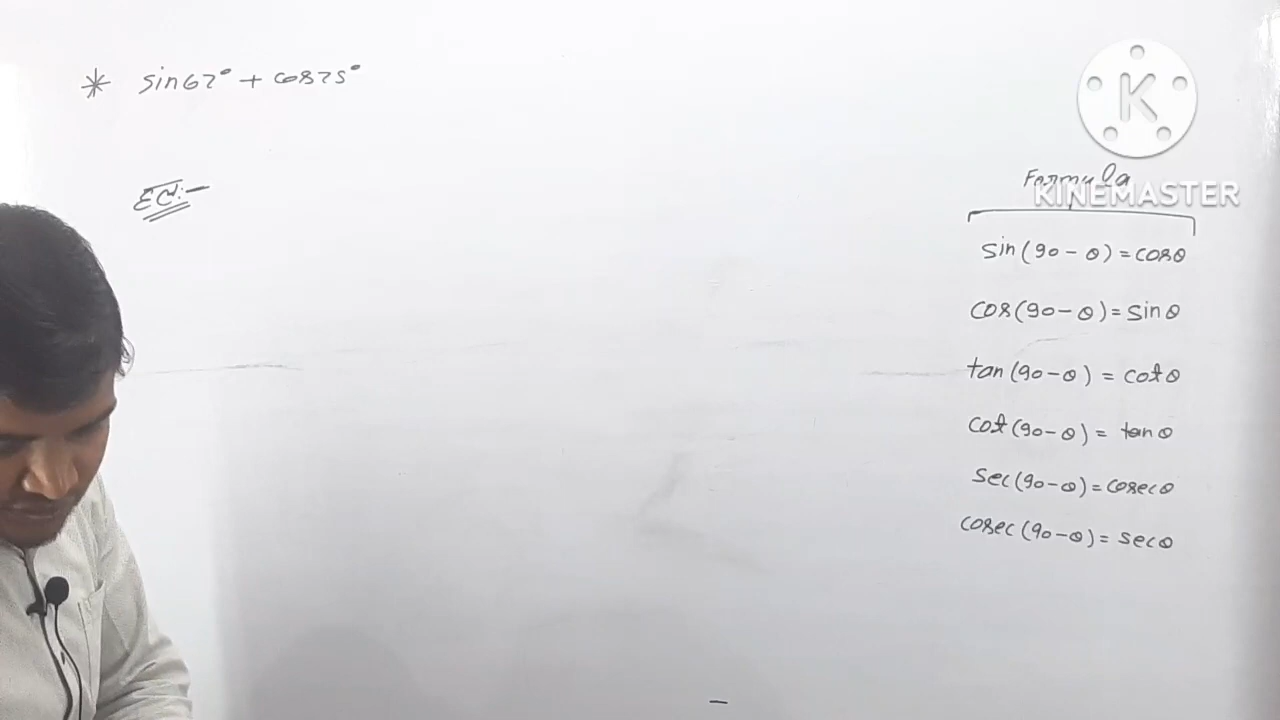 * sin67° + cos75°
K
KINEMASTER
Formula
sin(90-θ)=cosθ
cos(90-θ)=sinθ
tan(90-θ) = cotθ
cot(90-θ) = tanθ
sec(90-θ)=cosecθ
cosec(90-θ)= secθ